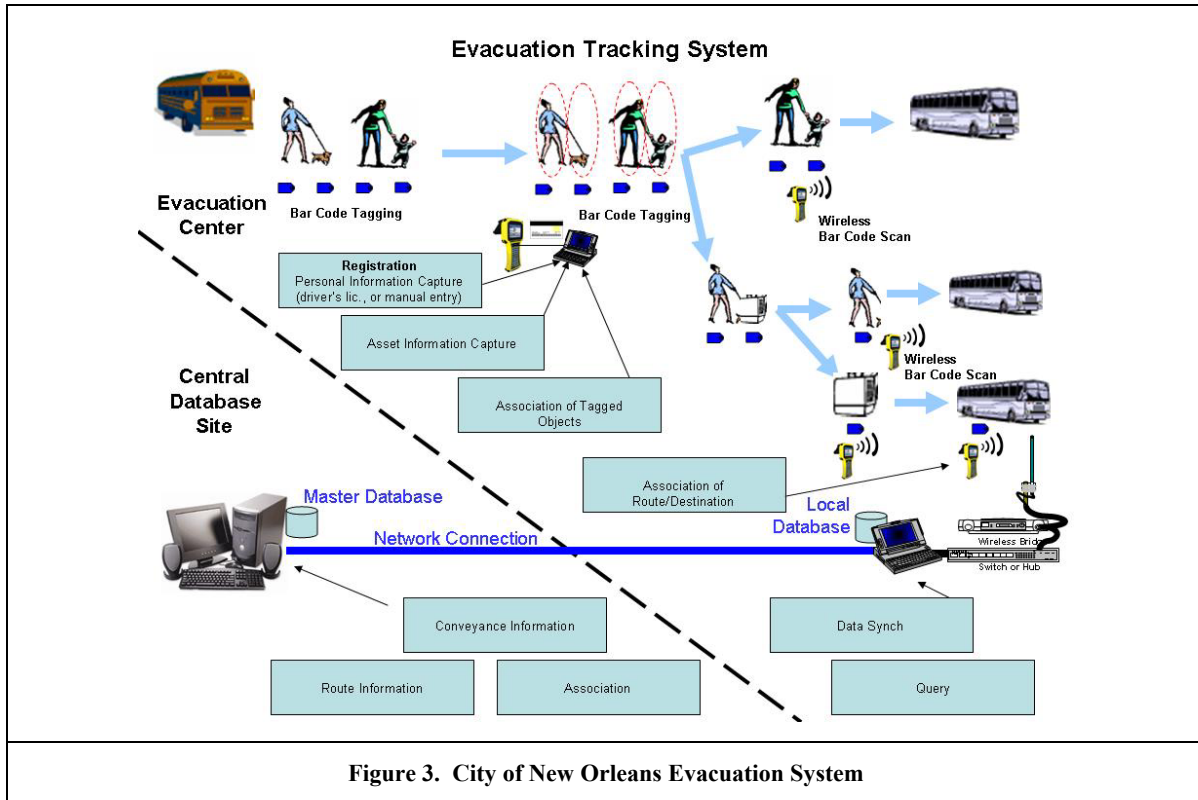 Evacuation Tracking System
Bar Code Tagging
Bar Code Tagging
Wireless
Bar Code Scan
Evacuation
Center
Registration
Personal Information Capture
(driver's lic., or manual entry)
Asset Information Capture
Association of Tagged
Objects
Wireless
Bar Code Scan
Central
Database
Site
Association of
Route/Destination
Master Database
Local
Database
Network Connection
Wireless Bridg
Switch or Hub
Conveyance Information
Data Synch
Route Information
Association
Query
Figure 3. City of New Orleans Evacuation System